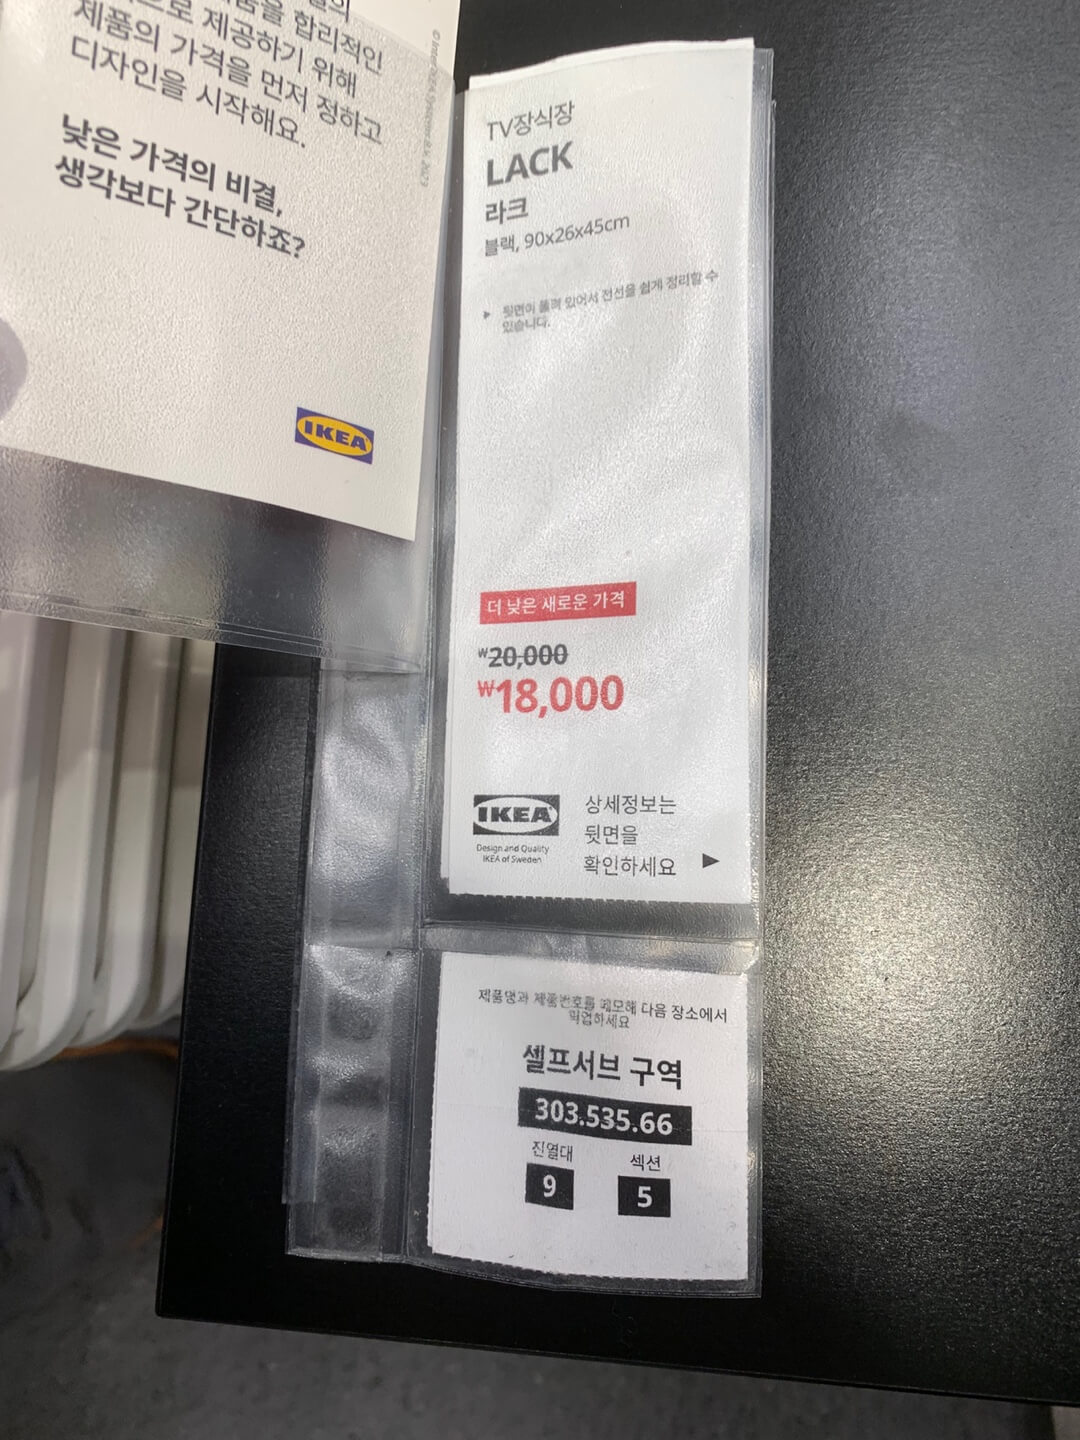 품을 합리적인
으로 제공하기 위해
제품의 가격을 먼저 정하고
디자인을 시작해요.
낮은 가격의 비결,
생각보다 간단하죠?
IKEA
TV장식장
LACK
라크
블랙, 90x26x45cm
▶ 뒷면이 뚫려 있어서 전선을 쉽게 정리할 수
있습니다.
더 낮은 새로운 가격
₩20,000
₩18,000
IKEA
Design and Quality
IKEA of Sweden
상세정보는
뒷면을
확인하세요 ▶
제품명과 제품번호를 메모해 다음 장소에서
픽업하세요
셀프서브 구역
303.535.66
진열대 섹션
9 5